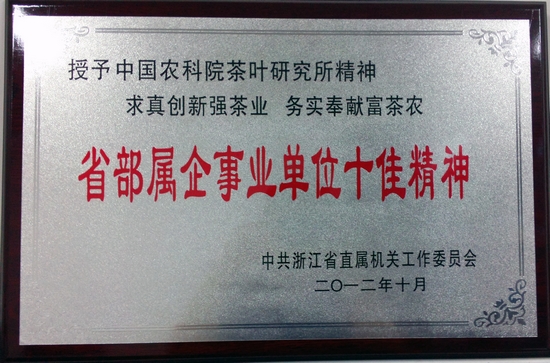 授予中国农科院茶叶研究所精神
求真创新强茶业 务实奉献富茶农
省部属企事业单位十佳精神
中共浙江省直属机关工作委员会
二〇一二年十月